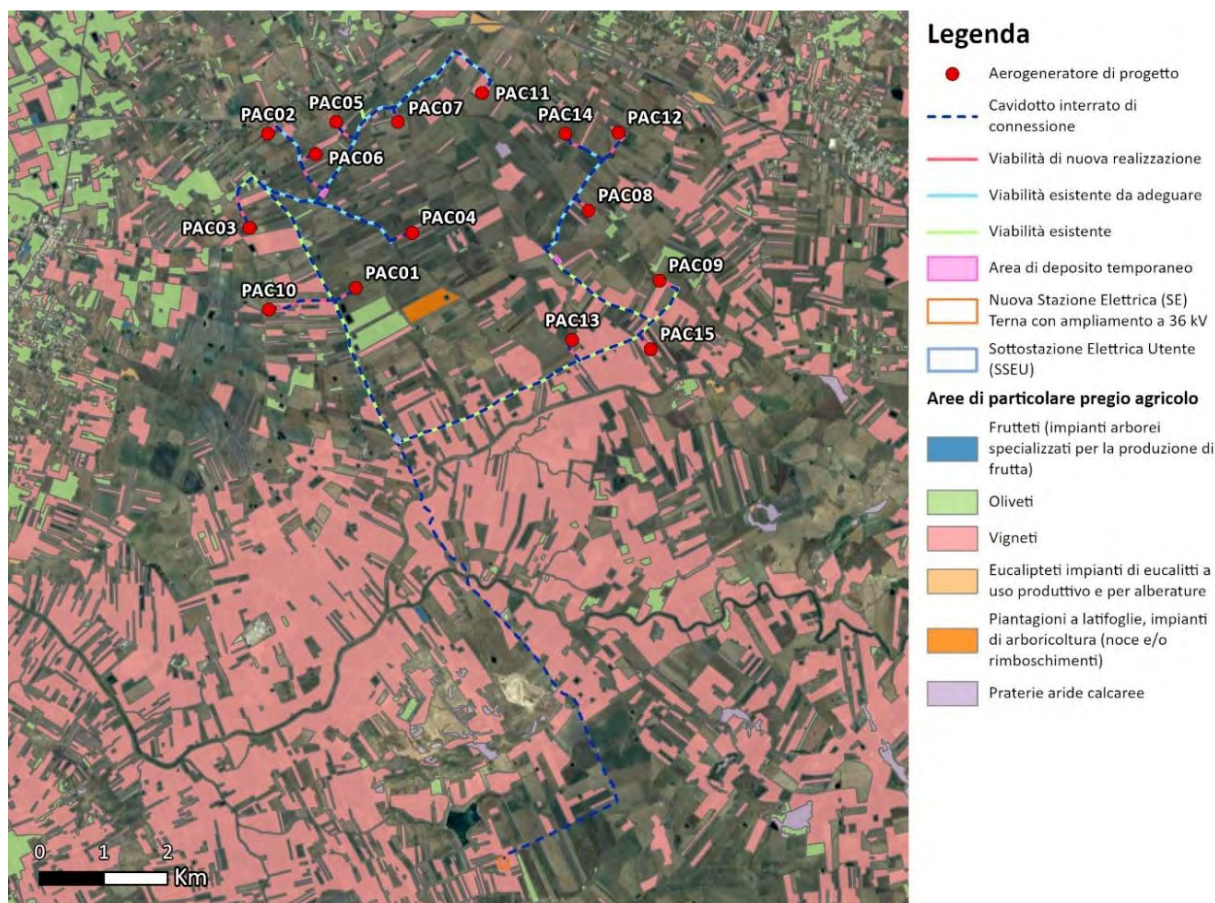 PAC11
PAC05
PAC07
PAC02
PAC14
PAC12
PAC06
PAC08
PAC03
PAC04
PAC09
PAC01
PAC10
PAC13
PAC15
0 1 2
Km
Legenda
Aerogeneratore di progetto
Cavidotto interrato di
connessione
Viabilità di nuova realizzazione
Viabilità esistente da adeguare
Viabilità esistente
Area di deposito temporaneo
Nuova Stazione Elettrica (SE)
Terna con ampliamento a 36 kV
Sottostazione Elettrica Utente
(SSEU)
Aree di particolare pregio agricolo
Frutteti (impianti arborei
specializzati per la produzione di
frutta)
Oliveti
Vigneti
Eucalipteti impianti di eucalitti a
uso produttivo e per alberature
Piantagioni a latifoglie, impianti
di arboricoltura (noce e/o
rimboschimenti)
Praterie aride calcaree